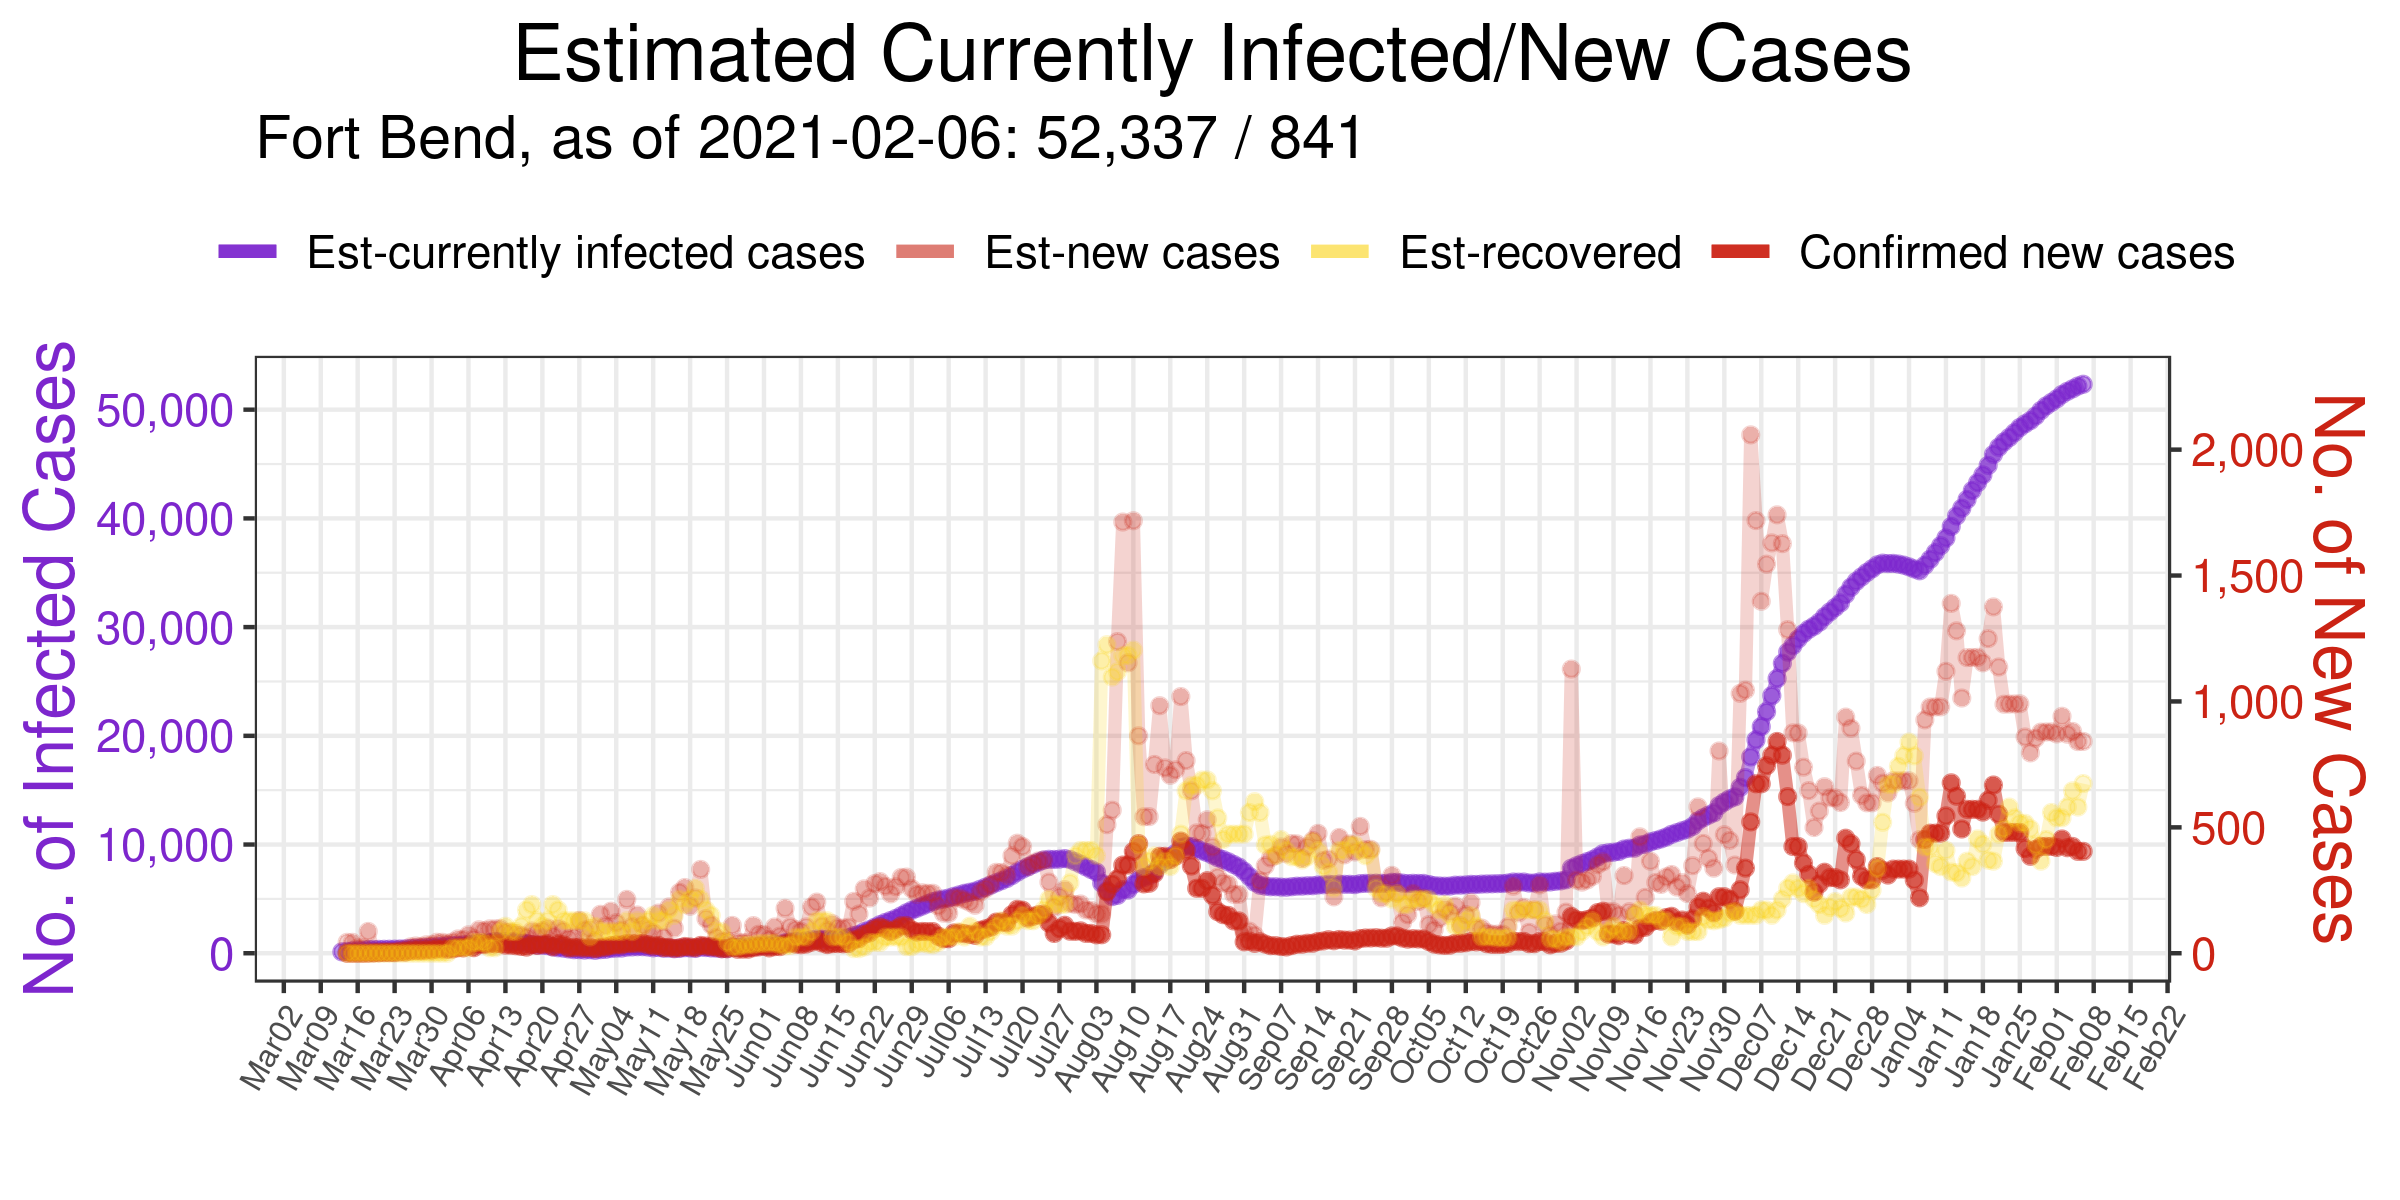 Estimated Currently Infected/New Cases
Fort Bend, as of 2021-02-06: 52,337 / 841
Est-currently infected cases
Est-new cases
Est-recovered
Confirmed new cases
No. of Infected Cases
50,000
40,000
30,000
20,000
10,000
0
No. of New Cases
2,000
1,500
1,000
500
0
Mar02
Mar09
Mar16
Mar23
Mar30
Apr06
Apr13
Apr20
Apr27
May04
May11
May18
May25
Jun01
Jun08
Jun15
Jun22
Jun29
Jul06
Jul13
Jul20
Jul27
Aug03
Aug10
Aug17
Aug24
Aug31
Sep07
Sep14
Sep21
Sep28
Oct05
Oct12
Oct19
Oct26
Nov02
Nov09
Nov16
Nov23
Nov30
Dec07
Dec14
Dec21
Dec28
Jan04
Jan11
Jan18
Jan25
Feb01
Feb08
Feb15
Feb22